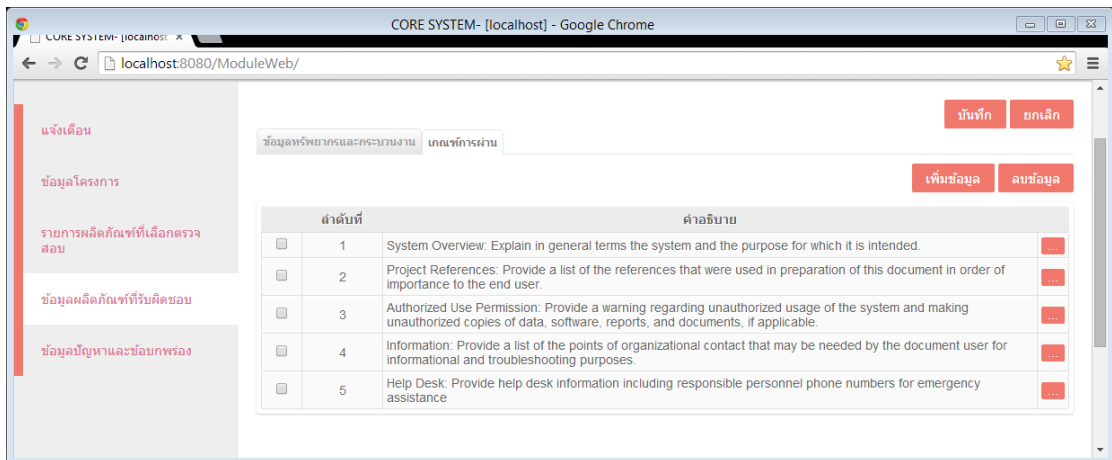 CORE SYSTEM- [localhost] - Google Chrome
CORE SYSTEM- [localhost
localhost:8080/ModuleWeb/
บันทึก ยกเลิก
แจ้งเตือน
ข้อมูลทรัพยากรและกระบวนงาน เกณฑ์การผ่าน
ข้อมูลโครงการ
เพิ่มข้อมูล ลบข้อมูล
ลำดับที่ คำอธิบาย
รายการผลิตภัณฑ์ที่เลือกตรวจ
สอบ
1 System Overview: Explain in general terms the system and the purpose for which it is intended. ...
2 Project References: Provide a list of the references that were used in preparation of this document in order of
importance to the end user. ...
ข้อมูลผลิตภัณฑ์ที่รับผิดชอบ
3 Authorized Use Permission: Provide a warning regarding unauthorized usage of the system and making
unauthorized copies of data, software, reports, and documents, if applicable. ...
ข้อมูลปัญหาและข้อบกพร่อง
4 Information: Provide a list of the points of organizational contact that may be needed by the document user for
informational and troubleshooting purposes. ...
5 Help Desk: Provide help desk information including responsible personnel phone numbers for emergency
assistance ...